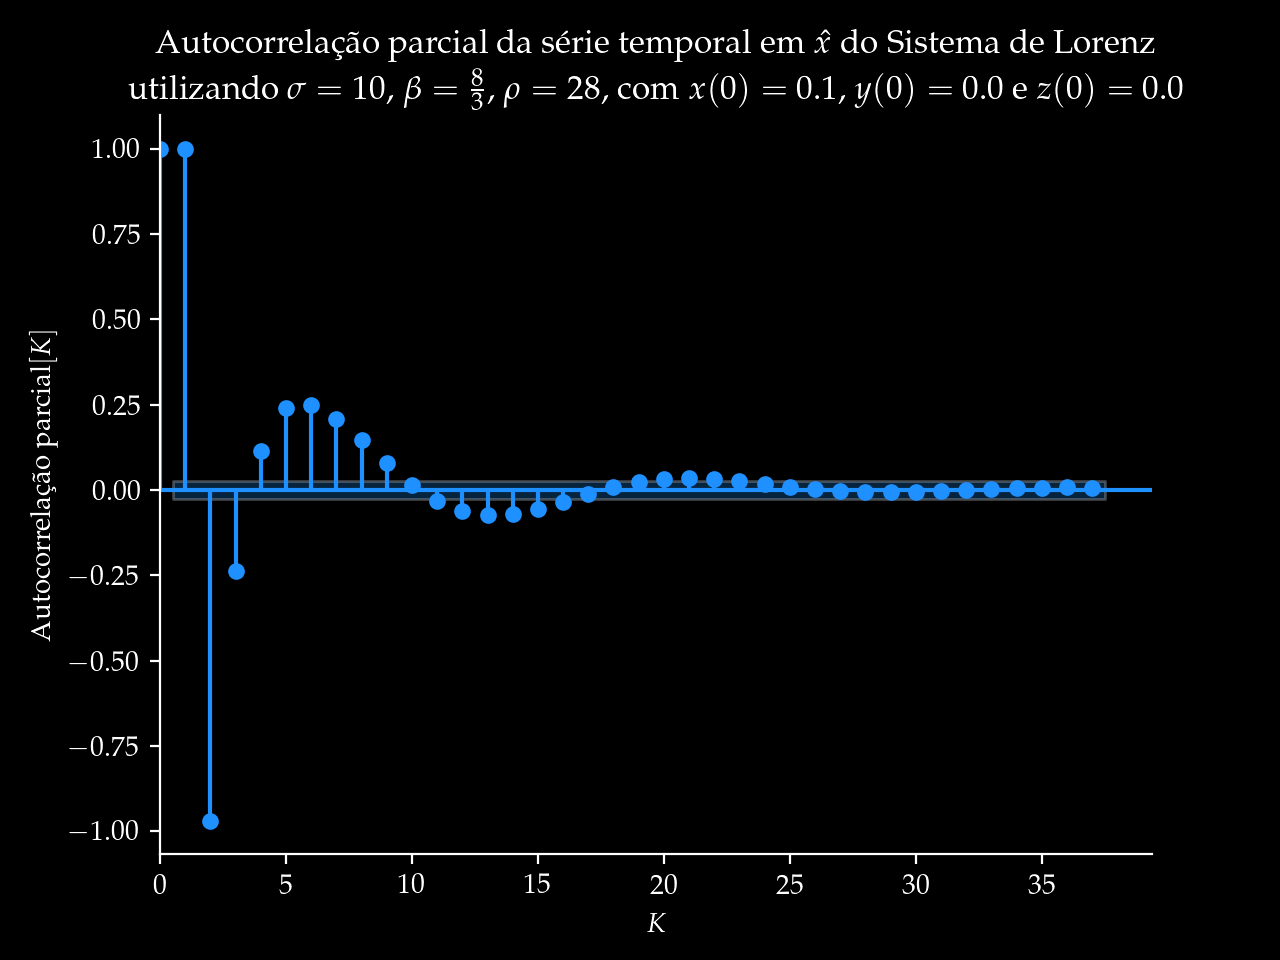 Autocorrelação parcial da série temporal em x̂ do Sistema de Lorenz
utilizando σ = 10, β = 8/3, ρ = 28, com x(0) = 0.1, y(0) = 0.0 e z(0) = 0.0
1.00
0.75
0.50
0.25
0.00
−0.25
−0.50
−0.75
−1.00
Autocorrelação parcial[K]
0 5 10 15 20 25 30 35
K